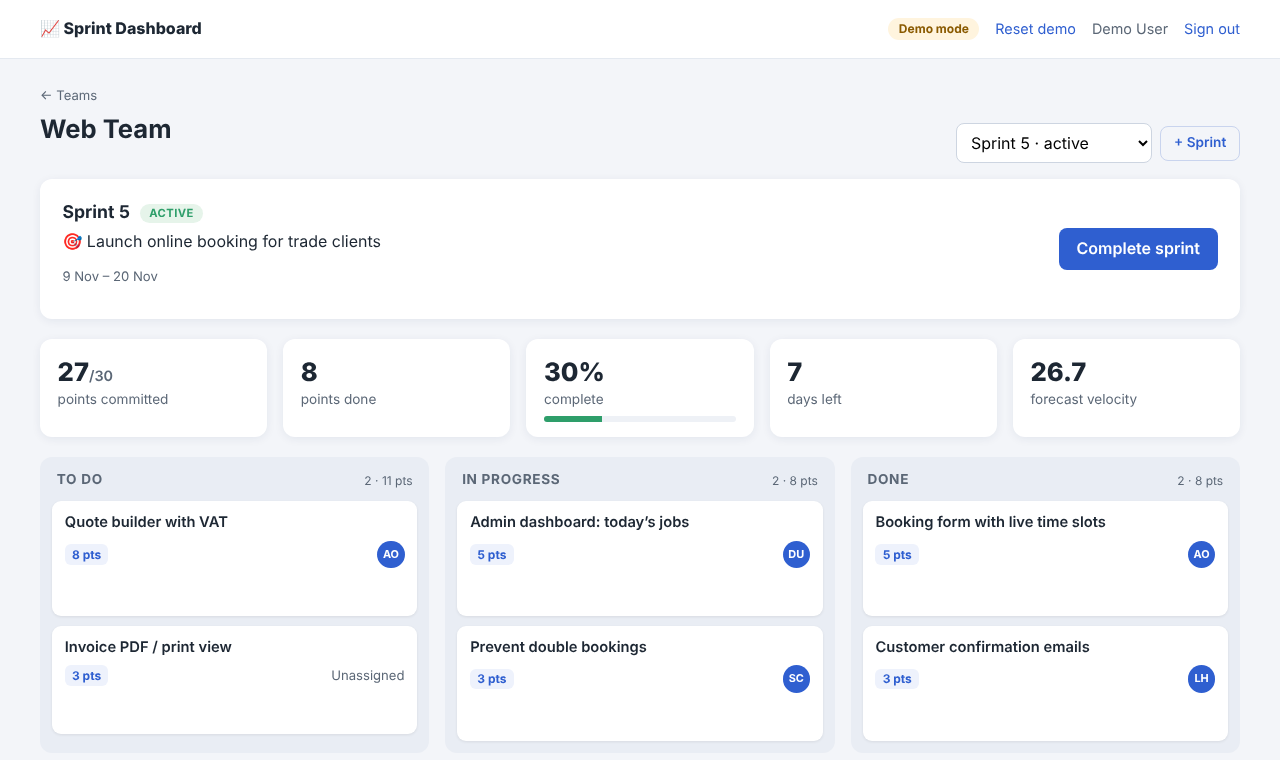 📈 Sprint Dashboard
Demo mode Reset demo Demo User Sign out
← Teams
Web Team
Sprint 5 · active
+ Sprint
Sprint 5 ACTIVE
🎯 Launch online booking for trade clients
9 Nov – 20 Nov
Complete sprint
27/30
points committed
8
points done
30%
complete
7
days left
26.7
forecast velocity
TO DO 2 · 11 pts
Quote builder with VAT
8 pts AO
Invoice PDF / print view
3 pts Unassigned
IN PROGRESS 2 · 8 pts
Admin dashboard: today’s jobs
5 pts DU
Prevent double bookings
3 pts SC
DONE 2 · 8 pts
Booking form with live time slots
5 pts AO
Customer confirmation emails
3 pts LH